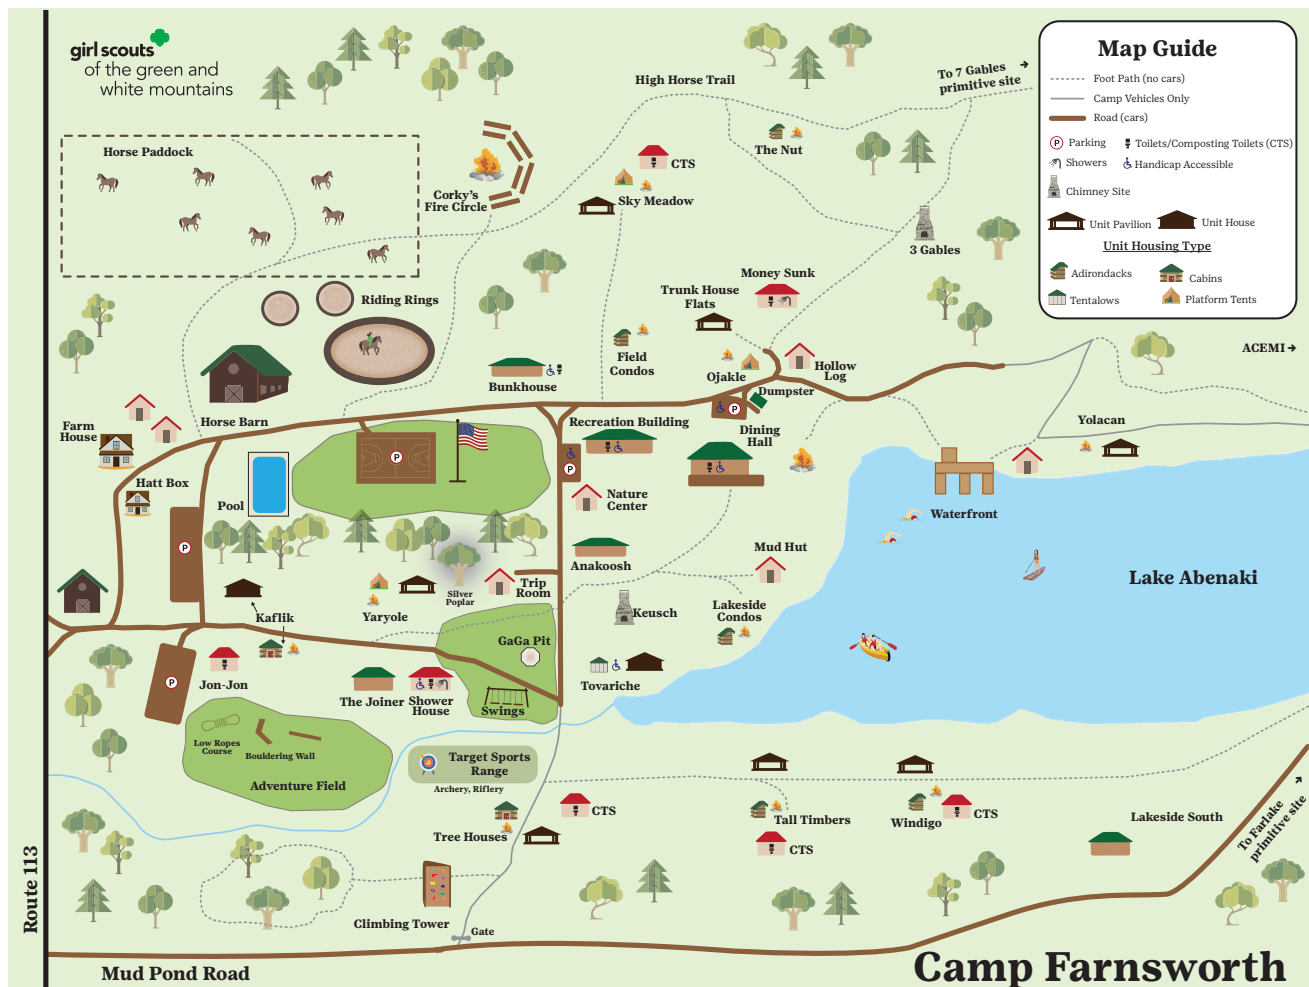 girl scouts
of the green and
white mountains
High Horse Trail
To 7 Gables
primitive site
Map Guide
Foot Path (no cars)
Camp Vehicles Only
Road (cars)
P Parking
Toilets/Composting Toilets (CTS)
Showers
Handicap Accessible
Chimney Site
Unit Pavilion
Unit House
Unit Housing Type
Adirondacks
Cabins
Tentalows
Platform Tents
Horse Paddock
Corky's
Fire Circle
CTS
Sky Meadow
The Nut
3 Gables
Riding Rings
Money Sunk
Trunk House
Flats
Field
Condos
Ojakle
Hollow
Log
Dumpster
ACEMI
Bunkhouse
Horse Barn
Farm
House
Hatt Box
Pool
P
P
P
P
Recreation Building
Dining
Hall
Nature
Center
Yolacan
Waterfront
Lake Abenaki
Anakoosh
Mud Hut
Silver
Poplar
Trip
Room
Yaryole
Kaflik
Keusch
Lakeside
Condos
GaGa Pit
Tovariche
Swings
Jon-Jon
P
The Joiner
Shower
House
Low Ropes
Course
Bouldering Wall
Adventure Field
Target Sports
Range
Archery, Riflery
Tree Houses
CTS
Tall Timbers
CTS
Windigo
CTS
Lakeside South
To Farlake
primitive site
Climbing Tower
Gate
Route 113
Mud Pond Road
Camp Farnsworth